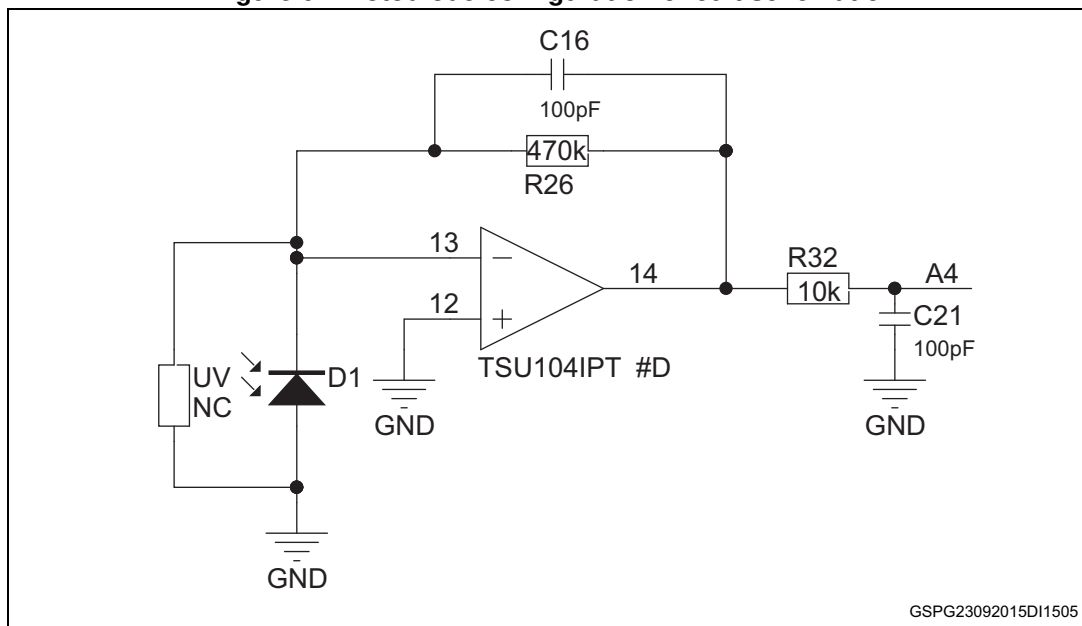 C16
100pF
470k
R26
13
12
14
TSU104IPT #D
R32
10k
A4
C21
100pF
UV
NC
D1
GND
GND
GND
GSPG23092015DI1505